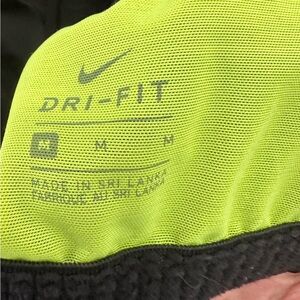 DRI-FIT
M M M
MADE IN SRI LANKA
FABRIQUÉ AU SRI LANKA